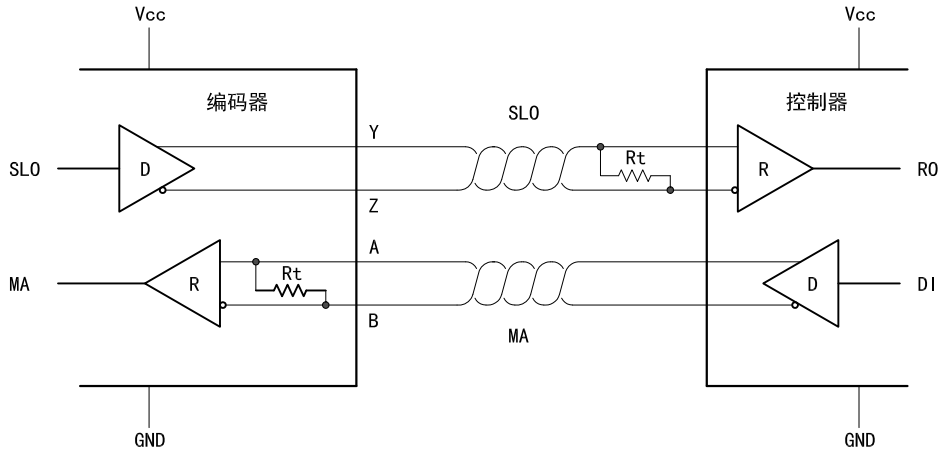 Vcc
Vcc
编码器
控制器
SLO
Y
Rt
SLO
D
R
RO
Z
A
MA
R
Rt
D
DI
B
MA
GND
GND